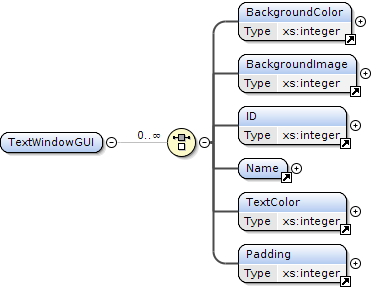 BackgroundColor
Type xs:integer
BackgroundImage
Type xs:integer
ID
Type xs:integer
TextWindowGUI
0..∞
Name
TextColor
Type xs:integer
Padding
Type xs:integer